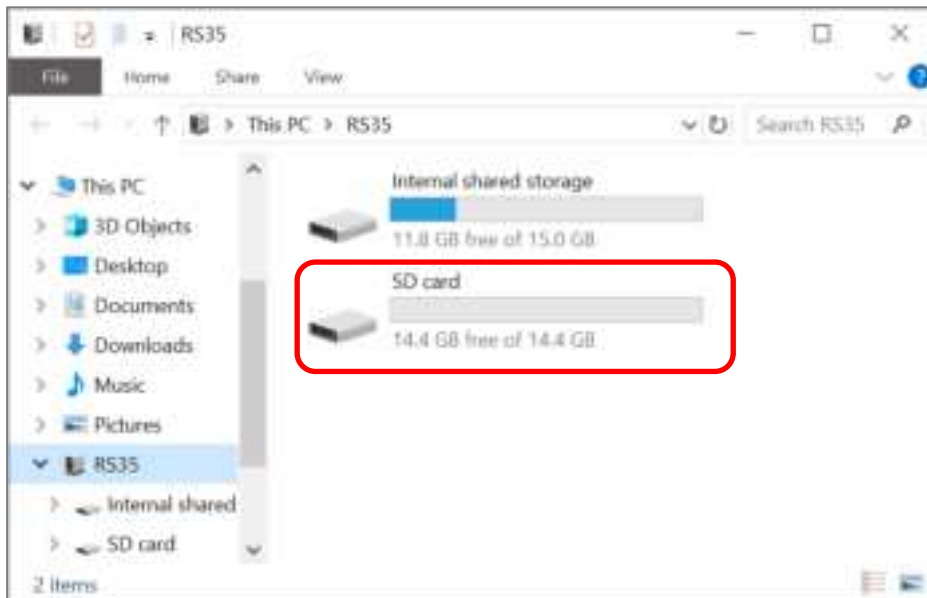 RS35
File Home Share View
This PC > RS35
Search RS35
This PC
3D Objects
Desktop
Documents
Downloads
Music
Pictures
RS35
Internal shared
SD card
Internal shared storage
11.8 GB free of 15.0 GB
SD card
14.4 GB free of 14.4 GB
2 items